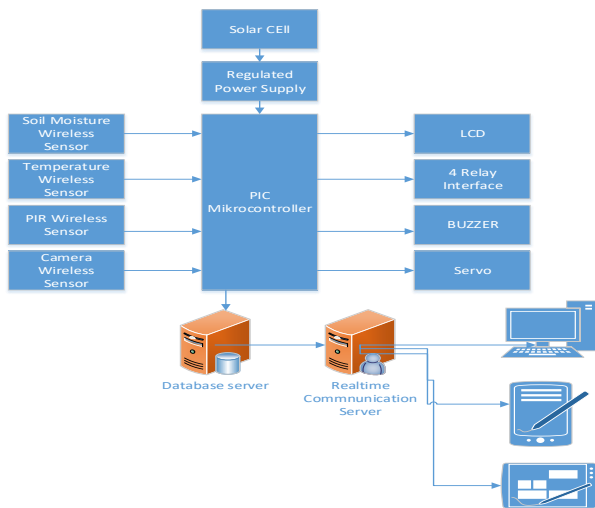 Solar CEll
Regulated
Power Supply
Soil Moisture
Wireless
Sensor
Temperature
Wireless
Sensor
PIR Wireless
Sensor
Camera
Wireless
Sensor
PIC
Mikrocontroller
LCD
4 Relay
Interface
BUZZER
Servo
Database server
Realtime
Commnunication
Server